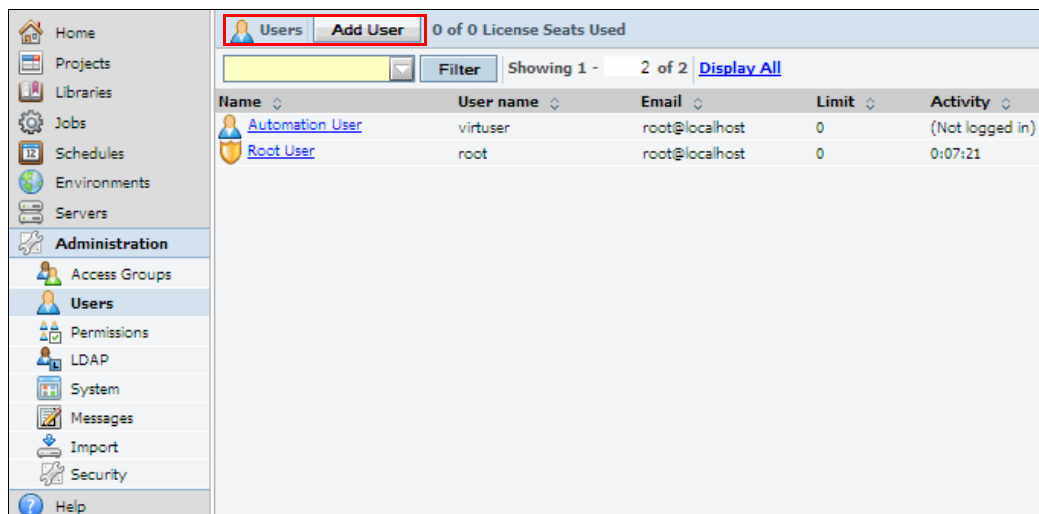 Home
Projects
Libraries
Jobs
12
Schedules
Environments
Servers
Administration
Access Groups
Users
Permissions
L
LDAP
System
Messages
Import
Security
?
Help
Users Add User 0 of 0 License Seats Used
Filter Showing 1 - 2 of 2 Display All
Name User name Email Limit Activity
Automation User virtuser root@localhost 0 (Not logged in)
Root User root root@localhost 0 0:07:21